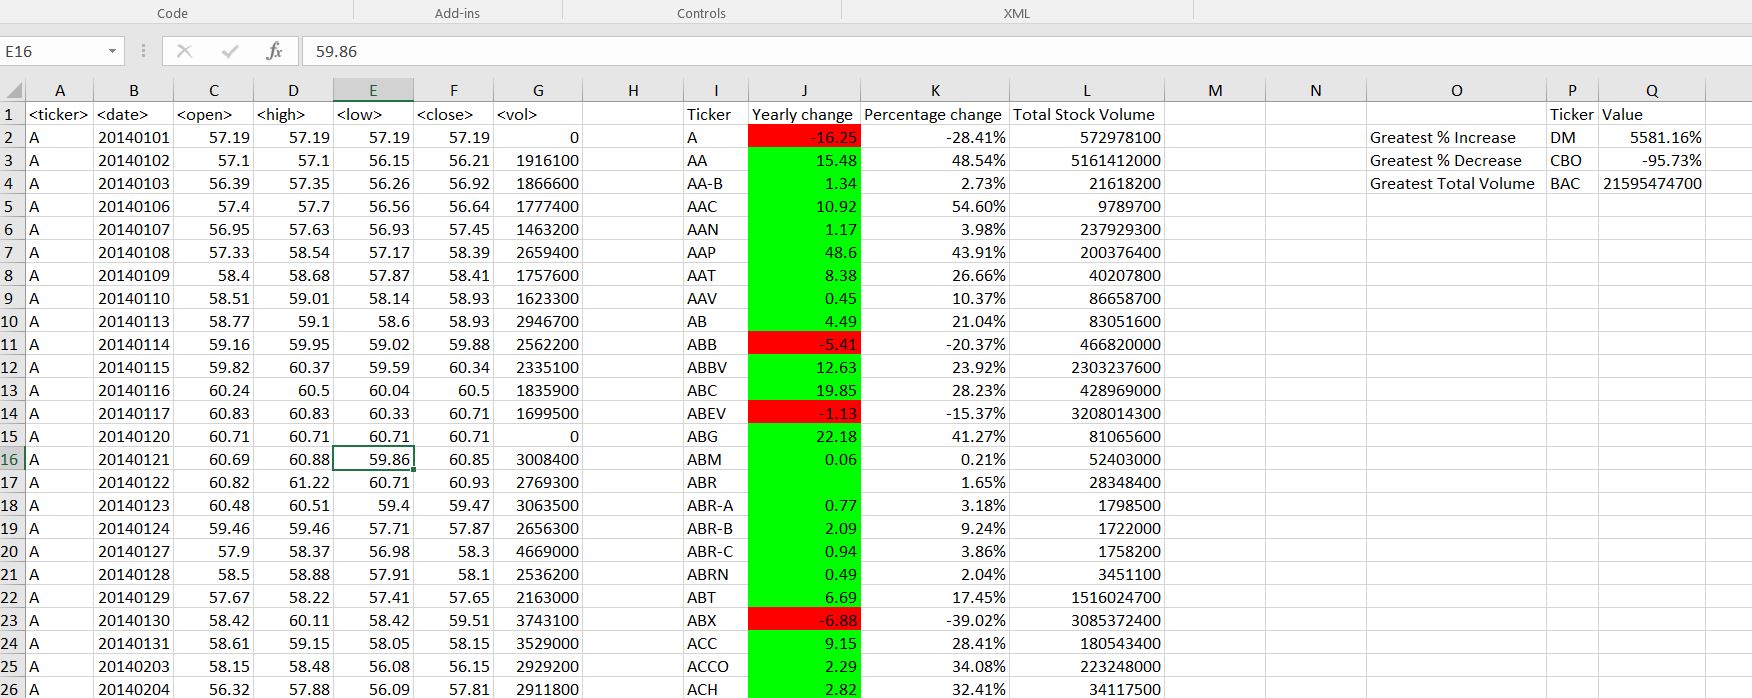 Code Add-ins Controls XML
E16 fx 59.86
A B C D E F G H I J K L M N O P Q
1 <ticker> <date> <open> <high> <low> <close> <vol> Ticker Yearly change Percentage change Total Stock Volume Ticker Value
2 A 20140101 57.19 57.19 57.19 57.19 0 A -16.25 -28.41% 572978100 Greatest % Increase DM 5581.16%
3 A 20140102 57.1 57.1 56.15 56.21 1916100 AA 15.48 48.54% 5161412000 Greatest % Decrease CBO -95.73%
4 A 20140103 56.39 57.35 56.26 56.92 1866600 AA-B 1.34 2.73% 21618200 Greatest Total Volume BAC 21595474700
5 A 20140106 57.4 57.7 56.56 56.64 1777400 AAC 10.92 54.60% 9789700
6 A 20140107 56.95 57.63 56.93 57.45 1463200 AAN 1.17 3.98% 237929300
7 A 20140108 57.33 58.54 57.17 58.39 2659400 AAP 48.6 43.91% 200376400
8 A 20140109 58.4 58.68 57.87 58.41 1757600 AAT 8.38 26.66% 40207800
9 A 20140110 58.51 59.01 58.14 58.93 1623300 AAV 0.45 10.37% 86658700
10 A 20140113 58.77 59.1 58.6 58.93 2946700 AB 4.49 21.04% 83051600
11 A 20140114 59.16 59.95 59.02 59.88 2562200 ABB -5.41 -20.37% 466820000
12 A 20140115 59.82 60.37 59.59 60.34 2335100 ABBV 12.63 23.92% 2303237600
13 A 20140116 60.24 60.5 60.04 60.5 1835900 ABC 19.85 28.23% 428969000
14 A 20140117 60.83 60.83 60.33 60.71 1699500 ABEV -1.13 -15.37% 3208014300
15 A 20140120 60.71 60.71 60.71 60.71 0 ABG 22.18 41.27% 81065600
16 A 20140121 60.69 60.88 59.86 60.85 3008400 ABM 0.06 0.21% 52403000
17 A 20140122 60.82 61.22 60.71 60.93 2769300 ABR 1.65% 28348400
18 A 20140123 60.48 60.51 59.4 59.47 3063500 ABR-A 0.77 3.18% 1798500
19 A 20140124 59.46 59.46 57.71 57.87 2656300 ABR-B 2.09 9.24% 1722000
20 A 20140127 57.9 58.37 56.98 58.3 4669000 ABR-C 0.94 3.86% 1758200
21 A 20140128 58.5 58.88 57.91 58.1 2536200 ABRN 0.49 2.04% 3451100
22 A 20140129 57.67 58.22 57.41 57.65 2163000 ABT 6.69 17.45% 1516024700
23 A 20140130 58.42 60.11 58.42 59.51 3743100 ABX -6.88 -39.02% 3085372400
24 A 20140131 58.61 59.15 58.05 58.15 3529000 ACC 9.15 28.41% 180543400
25 A 20140203 58.15 58.48 56.08 56.15 2929200 ACCO 2.29 34.08% 223248000
26 A 20140204 56.32 57.88 56.09 57.81 2911800 ACH 2.82 32.41% 34117500